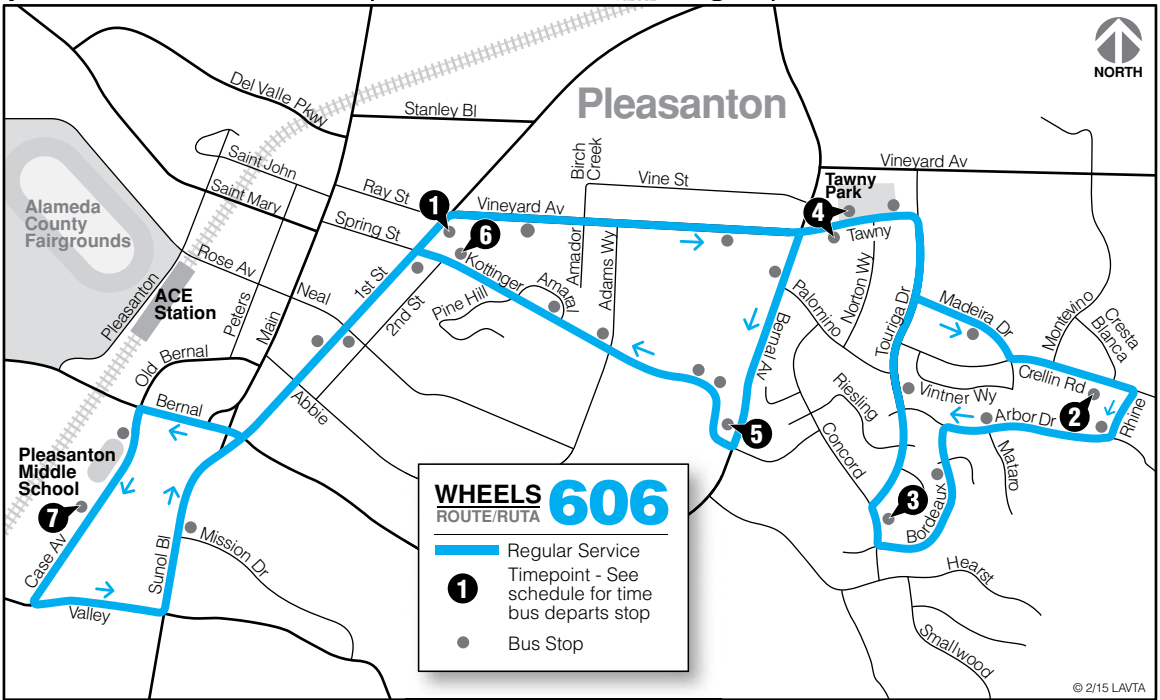 NORTH
Pleasanton
Del Valle Pkwy
Stanley Bl
Vineyard Av
Birch
Creek
Vine St
Tawny
Park
Saint John
Saint Mary
Ray St
Spring St
Vineyard Av
1
6
4
Tawny
Alameda
County
Fairgrounds
Rose Av
Neal
1st St
2nd St
Kottinger
Pine Hill
Amaral
Amador
Adams Wy
Palomino
Norton Wy
Touriga Dr
Madeira Dr
Montevino
Cresta
Blanca
Pleasanton
ACE
Station
Peters
Main
Old Bernal
Bernal
Abbie
Bernal Av
Riesling
Concord
Vintner Wy
Crellin Rd
2
Arbor Dr
Rhine
Mataro
5
Pleasanton
Middle
School
7
3
Bordeaux
Case Av
Sunol Bl
Mission Dr
Valley
Hearst
Smallwood
WHEELS
ROUTE/RUTA
606
Regular Service
1
Timepoint - See
schedule for time
bus departs stop
Bus Stop
© 2/15 LAVTA